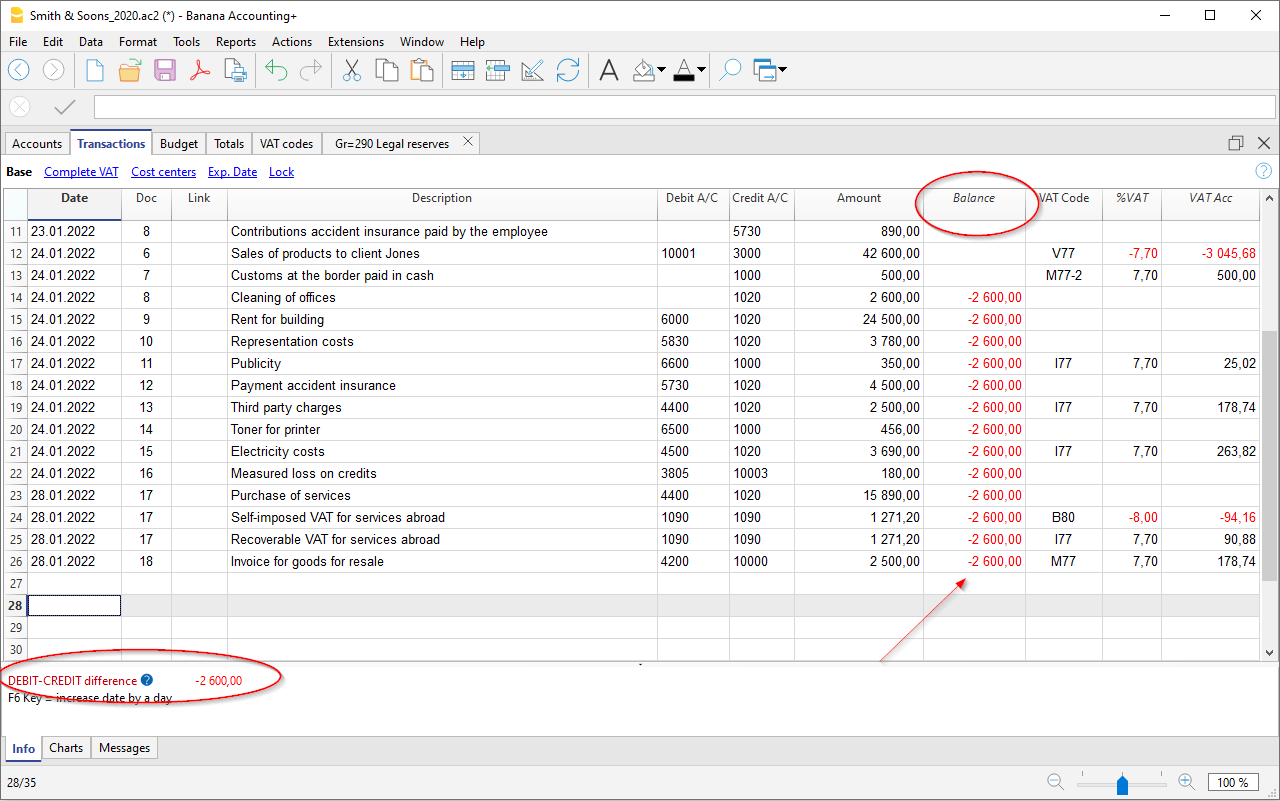 Smith & Soons_2020.ac2 (*) - Banana Accounting+
File Edit Data Format Tools Reports Actions Extensions Window Help
Accounts Transactions Budget Totals VAT codes Gr=290 Legal reserves
Base Complete VAT Cost centers Exp. Date Lock
Date Doc Link Description Debit A/C Credit A/C Amount Balance VAT Code %VAT VAT Acc
11 23.01.2022 8 Contributions accident insurance paid by the employee 5730 890,00
12 24.01.2022 6 Sales of products to client Jones 10001 3000 42 600,00 V77 -7,70 -3 045,68
13 24.01.2022 7 Customs at the border paid in cash 1000 500,00 M77-2 7,70 500,00
14 24.01.2022 8 Cleaning of offices 1020 2 600,00 -2 600,00
15 24.01.2022 9 Rent for building 6000 1020 24 500,00 -2 600,00
16 24.01.2022 10 Representation costs 5830 1020 3 780,00 -2 600,00
17 24.01.2022 11 Publicity 6600 1000 350,00 -2 600,00 I77 7,70 25,02
18 24.01.2022 12 Payment accident insurance 5730 1020 4 500,00 -2 600,00
19 24.01.2022 13 Third party charges 4400 1020 2 500,00 -2 600,00 I77 7,70 178,74
20 24.01.2022 14 Toner for printer 6500 1000 456,00 -2 600,00
21 24.01.2022 15 Electricity costs 4500 1020 3 690,00 -2 600,00 I77 7,70 263,82
22 24.01.2022 16 Measured loss on credits 3805 10003 180,00 -2 600,00
23 28.01.2022 17 Purchase of services 4400 1020 15 890,00 -2 600,00
24 28.01.2022 17 Self-imposed VAT for services abroad 1090 1090 1 271,20 -2 600,00 B80 -8,00 -94,16
25 28.01.2022 17 Recoverable VAT for services abroad 1090 1090 1 271,20 -2 600,00 I77 7,70 90,88
26 28.01.2022 18 Invoice for goods for resale 4200 10000 2 500,00 -2 600,00 M77 7,70 178,74
27
28
29
30
DEBIT-CREDIT difference ? -2 600,00
F6 Key = increase date by a day
Info Charts Messages
28/35 100 %